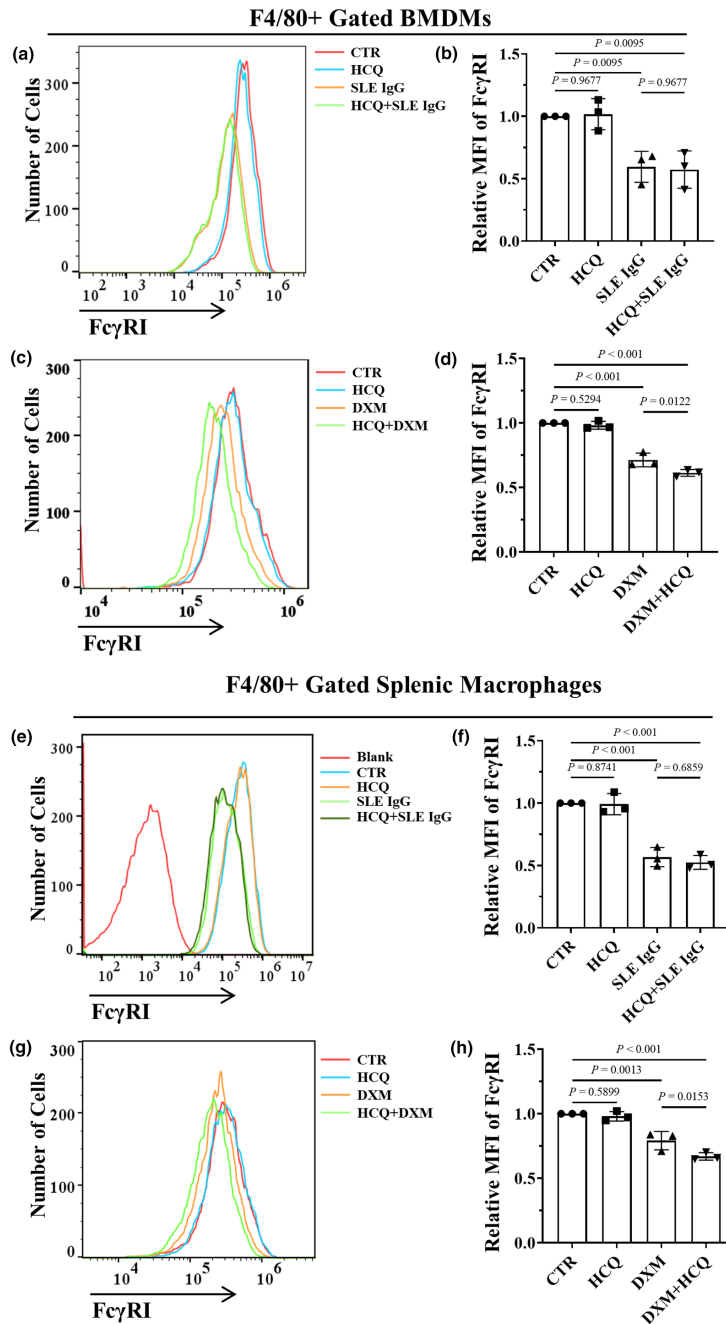 F4/80+ Gated BMDMs
(a)
Number of Cells
300
200
100
0
10^2 10^3 10^4 10^5 10^6
FcγRI
CTR
HCQ
SLE IgG
HCQ+SLE IgG
(b)
Relative MFI of FcγRI
1.5
1.0
0.5
1.0
P = 0.0095
P = 0.0095
P = 0.9677
P = 0.9677
CTR
HCQ
SLE IgG
HCQ+SLE IgG
(c)
Number of Cells
300
200
100
0
10^4 10^5 10^6
FcγRI
CTR
HCQ
DXM
HCQ+DXM
(d)
Relative MFI of FcγRI
1.5
1.0
0.5
1.0
P < 0.001
P < 0.001
P = 0.5294
P = 0.0122
CTR
HCQ
DXM
DXM+HCQ
F4/80+ Gated Splenic Macrophages
(e)
Number of Cells
300
200
100
0
10^2 10^3 10^4 10^5 10^6 10^7
FcγRI
Blank
CTR
HCQ
SLE IgG
HCQ+SLE IgG
(f)
Relative MFI of FcγRI
1.5
1.0
0.5
1.0
P < 0.001
P < 0.001
P = 0.8741
P = 0.6859
CTR
HCQ
SLE IgG
HCQ+SLE IgG
(g)
Number of Cells
300
200
100
0
10^4 10^5 10^6
FcγRI
CTR
HCQ
DXM
HCQ+DXM
(h)
Relative MFI of FcγRI
1.5
1.0
0.5
1.0
P < 0.001
P = 0.0013
P = 0.5899
P = 0.0153
CTR
HCQ
DXM
DXM+HCQ